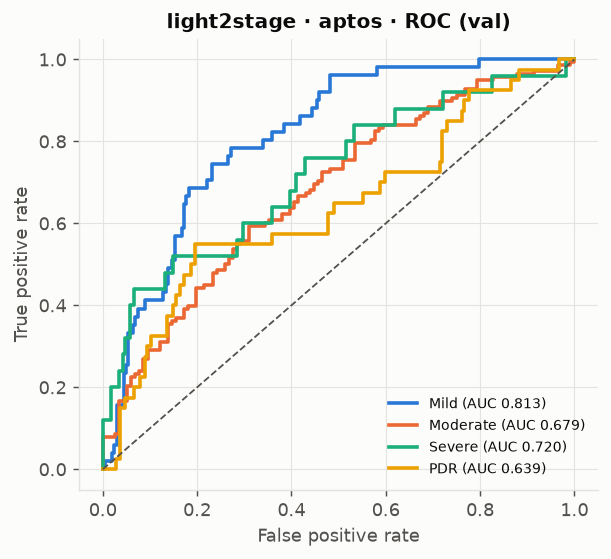 light2stage · aptos · ROC (val)
True positive rate
1.0
0.8
0.6
0.4
0.2
0.0
Mild (AUC 0.813)
Moderate (AUC 0.679)
Severe (AUC 0.720)
PDR (AUC 0.639)
0.0 0.2 0.4 0.6 0.8 1.0
False positive rate